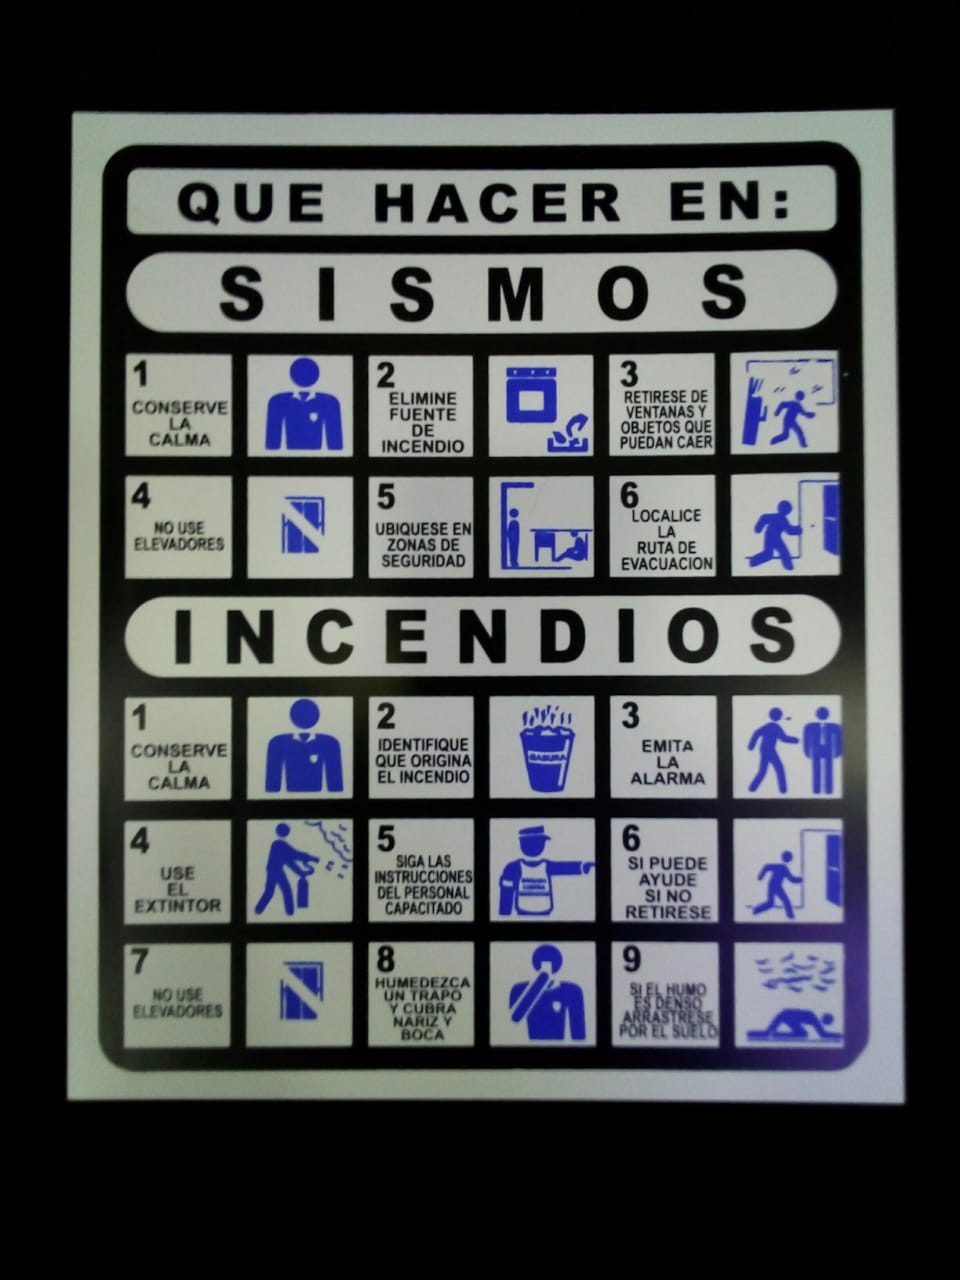 QUE HACER EN:
SISMOS
1
CONSERVE
LA
CALMA
2
ELIMINE
FUENTE
DE
INCENDIO
3
RETIRESE DE
VENTANAS Y
OBJETOS QUE
PUEDAN CAER
4
NO USE
ELEVADORES
5
UBIQUESE EN
ZONAS DE
SEGURIDAD
6
LOCALICE
LA
RUTA DE
EVACUACION
INCENDIOS
1
CONSERVE
LA
CALMA
2
IDENTIFIQUE
QUE ORIGINA
EL INCENDIO
BASURA
3
EMITA
LA
ALARMA
4
USE
EL
EXTINTOR
5
SIGA LAS
INSTRUCCIONES
DEL PERSONAL
CAPACITADO
6
SI PUEDE
AYUDE
SI NO
RETIRESE
7
NO USE
ELEVADORES
8
HUMEDEZCA
UN TRAPO
Y CUBRA
NARIZ Y
BOCA
9
SI EL HUMO
ES DENSO
ARRASTRESE
POR EL SUELO